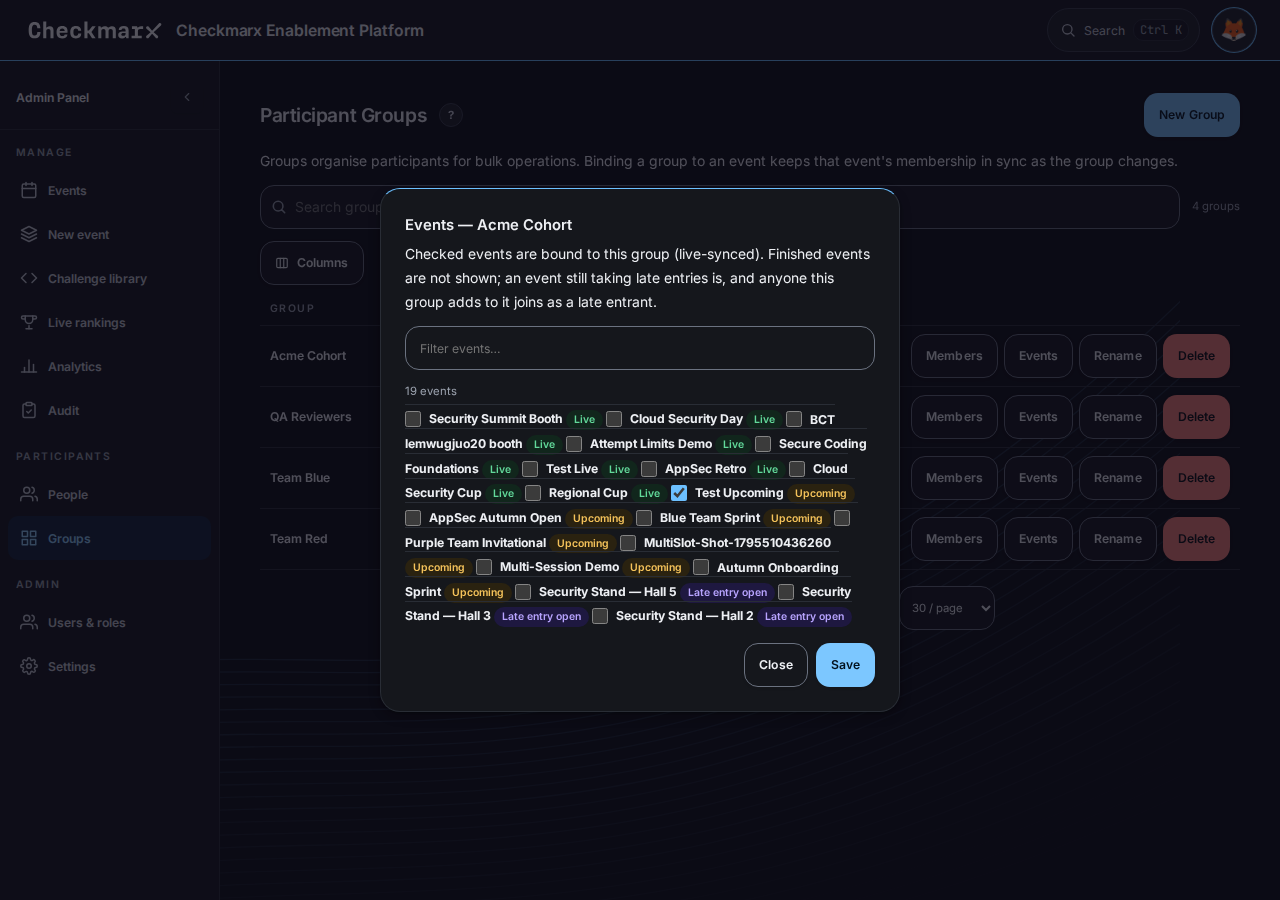 Checkmarx Checkmarx Enablement Platform Search Ctrl K
Admin Panel
MANAGE
Events
New event
Challenge library
Live rankings
Analytics
Audit
PARTICIPANTS
People
Groups
ADMIN
Users & roles
Settings
Participant Groups ? New Group
Groups organise participants for bulk operations. Binding a group to an event keeps that event's membership in sync as the group changes.
Search group 4 groups
Columns
GROUP
Acme Cohort Members Events Rename Delete
QA Reviewers Members Events Rename Delete
Team Blue Members Events Rename Delete
Team Red Members Events Rename Delete
30 / page
Events — Acme Cohort
Checked events are bound to this group (live-synced). Finished events
are not shown; an event still taking late entries is, and anyone this
group adds to it joins as a late entrant.
Filter events...
19 events
Security Summit Booth Live Cloud Security Day Live BCT
lemwugjuo20 booth Live Attempt Limits Demo Live Secure Coding
Foundations Live Test Live Live AppSec Retro Live Cloud
Security Cup Live Regional Cup Live Test Upcoming Upcoming
AppSec Autumn Open Upcoming Blue Team Sprint Upcoming
Purple Team Invitational Upcoming MultiSlot-Shot-1795510436260
Upcoming Multi-Session Demo Upcoming Autumn Onboarding
Sprint Upcoming Security Stand — Hall 5 Late entry open Security
Stand — Hall 3 Late entry open Security Stand — Hall 2 Late entry open
Close Save